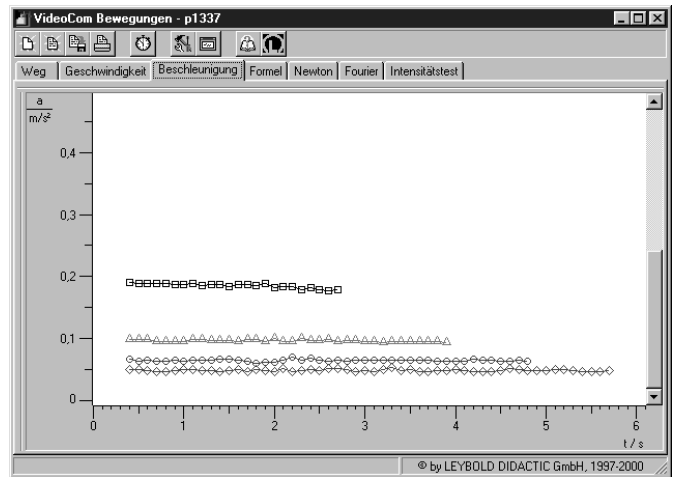 VideoCom Bewegungen - p1337
Weg Geschwindigkeit Beschleunigung Formel Newton Fourier Intensitätstest
a
m/s²
0,4
0,3
0,2
0,1
0
0 1 2 3 4 5 6
t / s
© by LEYBOLD DIDACTIC GmbH, 1997-2000